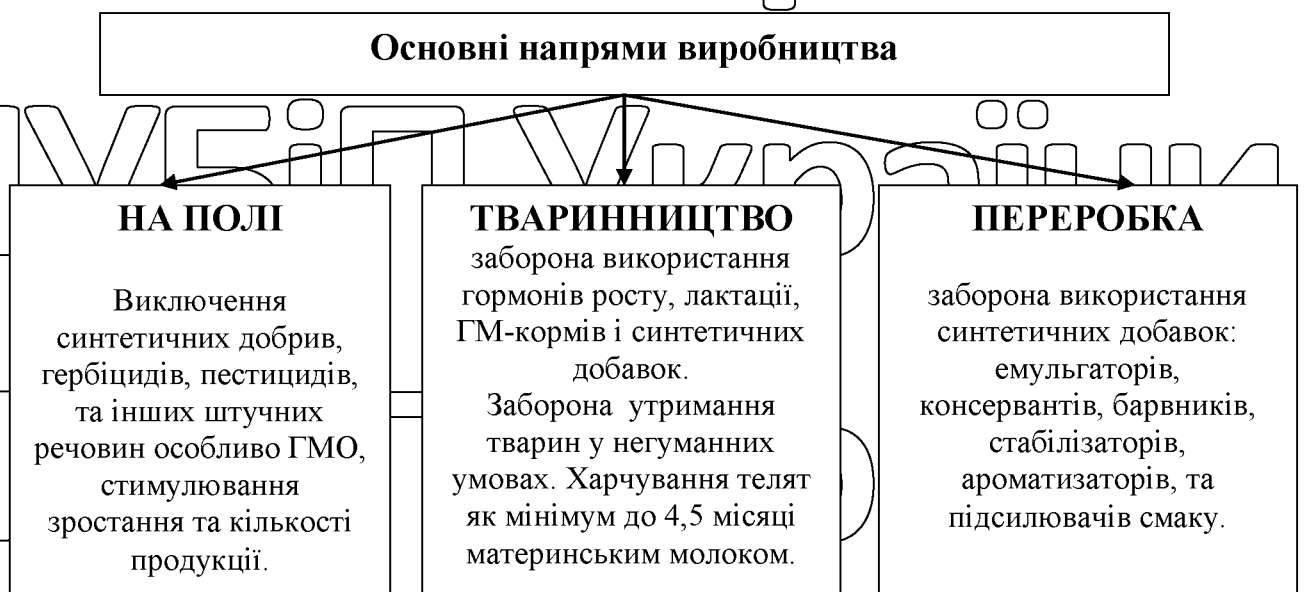 Основні напрями виробництва
НУБіП України
НА ПОЛІ
Виключення
синтетичних добрив,
гербіцидів, пестицидів,
та інших штучних
речовин особливо ГМО,
стимулювання
зростання та кількості
продукції.
ТВАРИННИЦТВО
заборона використання
гормонів росту, лактації,
ГМ-кормів і синтетичних
добавок.
Заборона утримання
тварин у негуманних
умовах. Харчування телят
як мінімум до 4,5 місяці
материнським молоком.
ПЕРЕРОБКА
заборона використання
синтетичних добавок:
емульгаторів,
консервантів, барвників,
стабілізаторів,
ароматизаторів, та
підсилювачів смаку.